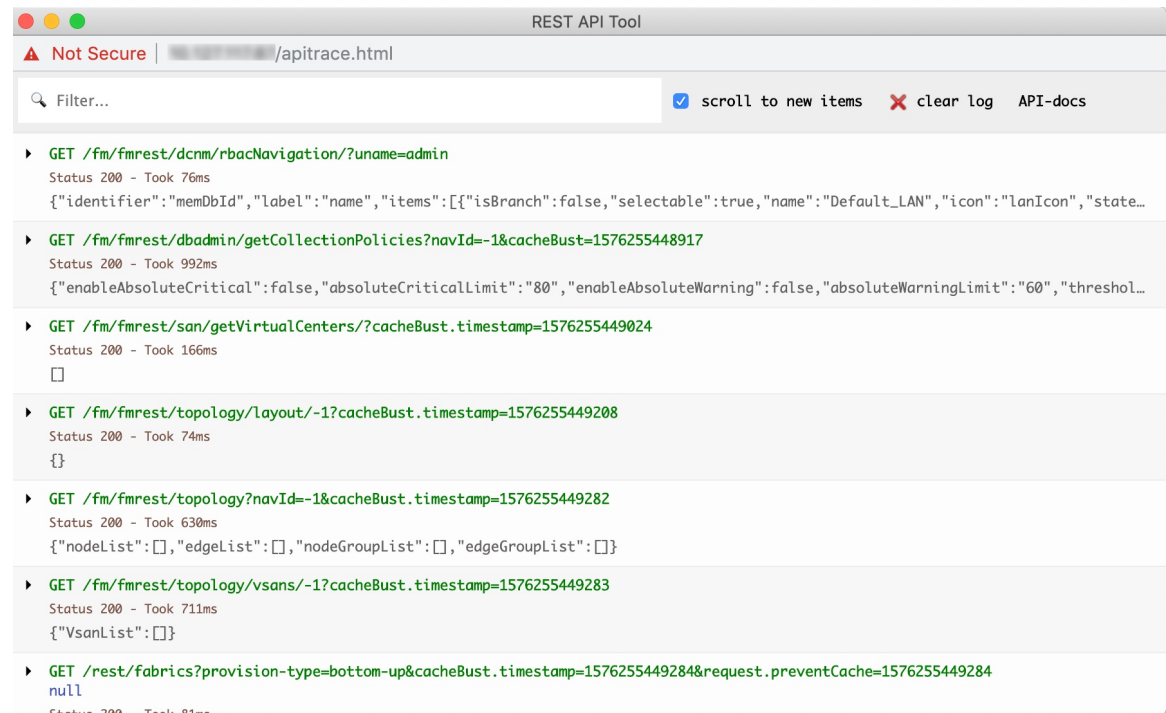 REST API Tool
Not Secure /apitrace.html
Filter... scroll to new items clear log API-docs
GET /fm/fmrest/dcnm/rbacNavigation/?uname=admin
Status 200 - Took 76ms
{"identifier":"memDbId","label":"name","items":[{"isBranch":false,"selectable":true,"name":"Default_LAN","icon":"lanIcon","state…
GET /fm/fmrest/dbadmin/getCollectionPolicies?navId=-1&cacheBust=1576255448917
Status 200 - Took 992ms
{"enableAbsoluteCritical":false,"absoluteCriticalLimit":"80","enableAbsoluteWarning":false,"absoluteWarningLimit":"60","threshol…
GET /fm/fmrest/san/getVirtualCenters/?cacheBust.timestamp=1576255449024
Status 200 - Took 166ms
[]
GET /fm/fmrest/topology/layout/-1?cacheBust.timestamp=1576255449208
Status 200 - Took 74ms
{}
GET /fm/fmrest/topology?navId=-1&cacheBust.timestamp=1576255449282
Status 200 - Took 630ms
{"nodeList":[],"edgeList":[],"nodeGroupList":[],"edgeGroupList":[]}
GET /fm/fmrest/topology/vsans/-1?cacheBust.timestamp=1576255449283
Status 200 - Took 711ms
{"VsanList":[]}
GET /rest/fabrics?provision-type=bottom-up&cacheBust.timestamp=1576255449284&request.preventCache=1576255449284
null
Status 200 - Took 81ms